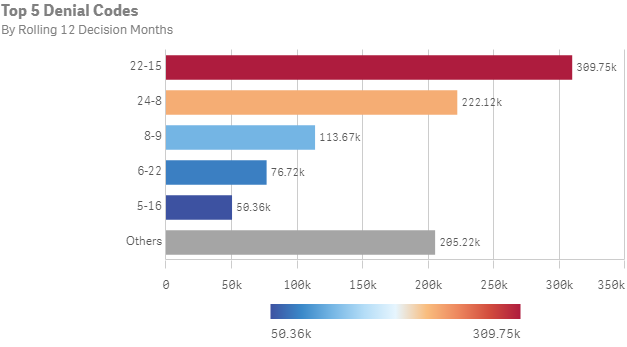 Top 5 Denial Codes
By Rolling 12 Decision Months
22-15 309.75k
24-8 222.12k
8-9 113.67k
6-22 76.72k
5-16 50.36k
Others 205.22k
0 50k 100k 150k 200k 250k 300k 350k
50.36k 309.75k